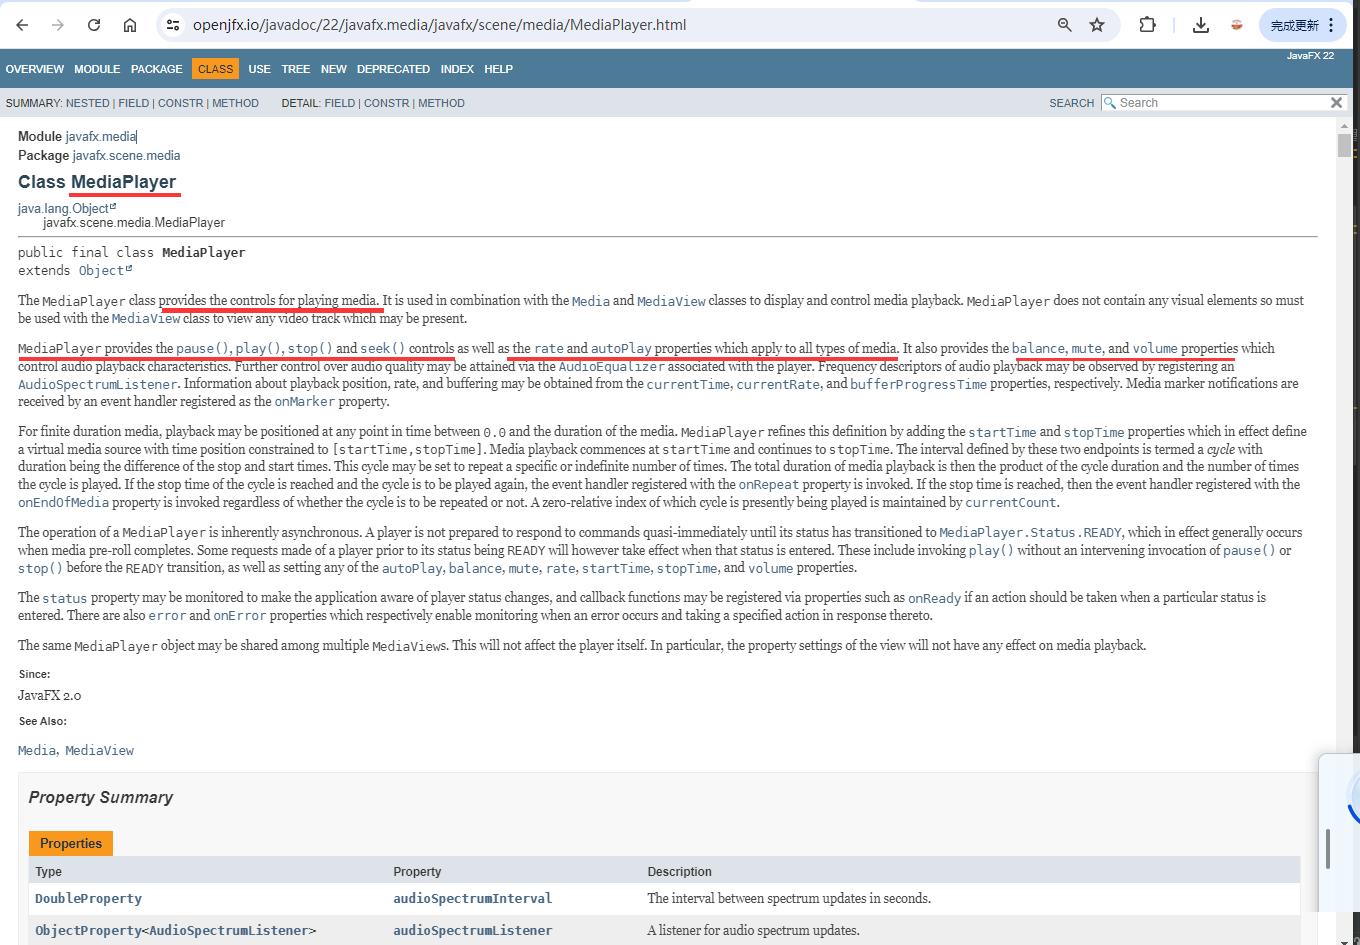 openjfx.io/javadoc/22/javafx.media/javafx/scene/media/MediaPlayer.html
完成更新
JavaFX 22
OVERVIEW MODULE PACKAGE CLASS USE TREE NEW DEPRECATED INDEX HELP
SUMMARY: NESTED | FIELD | CONSTR | METHOD DETAIL: FIELD | CONSTR | METHOD SEARCH Search
Module javafx.media
Package javafx.scene.media
Class MediaPlayer
java.lang.Object
javafx.scene.media.MediaPlayer
public final class MediaPlayer
extends Object
The MediaPlayer class provides the controls for playing media. It is used in combination with the Media and MediaView classes to display and control media playback. MediaPlayer does not contain any visual elements so must
be used with the MediaView class to view any video track which may be present.
MediaPlayer provides the pause(), play(), stop() and seek() controls as well as the rate and autoPlay properties which apply to all types of media. It also provides the balance, mute, and volume properties which
control audio playback characteristics. Further control over audio quality may be attained via the AudioEqualizer associated with the player. Frequency descriptors of audio playback may be observed by registering an
AudioSpectrumListener. Information about playback position, rate, and buffering may be obtained from the currentTime, currentRate, and bufferProgressTime properties, respectively. Media marker notifications are
received by an event handler registered as the onMarker property.
For finite duration media, playback may be positioned at any point in time between 0.0 and the duration of the media. MediaPlayer refines this definition by adding the startTime and stopTime properties which in effect define
a virtual media source with time position constrained to [startTime,stopTime]. Media playback commences at startTime and continues to stopTime. The interval defined by these two endpoints is termed a cycle with
duration being the difference of the stop and start times. This cycle may be set to repeat a specific or indefinite number of times. The total duration of media playback is then the product of the cycle duration and the number of times
the cycle is played. If the stop time of the cycle is reached and the cycle is to be played again, the event handler registered with the onRepeat property is invoked. If the stop time is reached, then the event handler registered with the
onEndOfMedia property is invoked regardless of whether the cycle is to be repeated or not. A zero-relative index of which cycle is presently being played is maintained by currentCount.
The operation of a MediaPlayer is inherently asynchronous. A player is not prepared to respond to commands quasi-immediately until its status has transitioned to MediaPlayer.Status.READY, which in effect generally occurs
when media pre-roll completes. Some requests made of a player prior to its status being READY will however take effect when that status is entered. These include invoking play() without an intervening invocation of pause() or
stop() before the READY transition, as well as setting any of the autoPlay, balance, mute, rate, startTime, stopTime, and volume properties.
The status property may be monitored to make the application aware of player status changes, and callback functions may be registered via properties such as onReady if an action should be taken when a particular status is
entered. There are also error and onError properties which respectively enable monitoring when an error occurs and taking a specified action in response thereto.
The same MediaPlayer object may be shared among multiple MediaViews. This will not affect the player itself. In particular, the property settings of the view will not have any effect on media playback.
Since:
JavaFX 2.0
See Also:
Media, MediaView
Property Summary
Properties
Type Property Description
DoubleProperty audioSpectrumInterval The interval between spectrum updates in seconds.
ObjectProperty<AudioSpectrumListener> audioSpectrumListener A listener for audio spectrum updates.